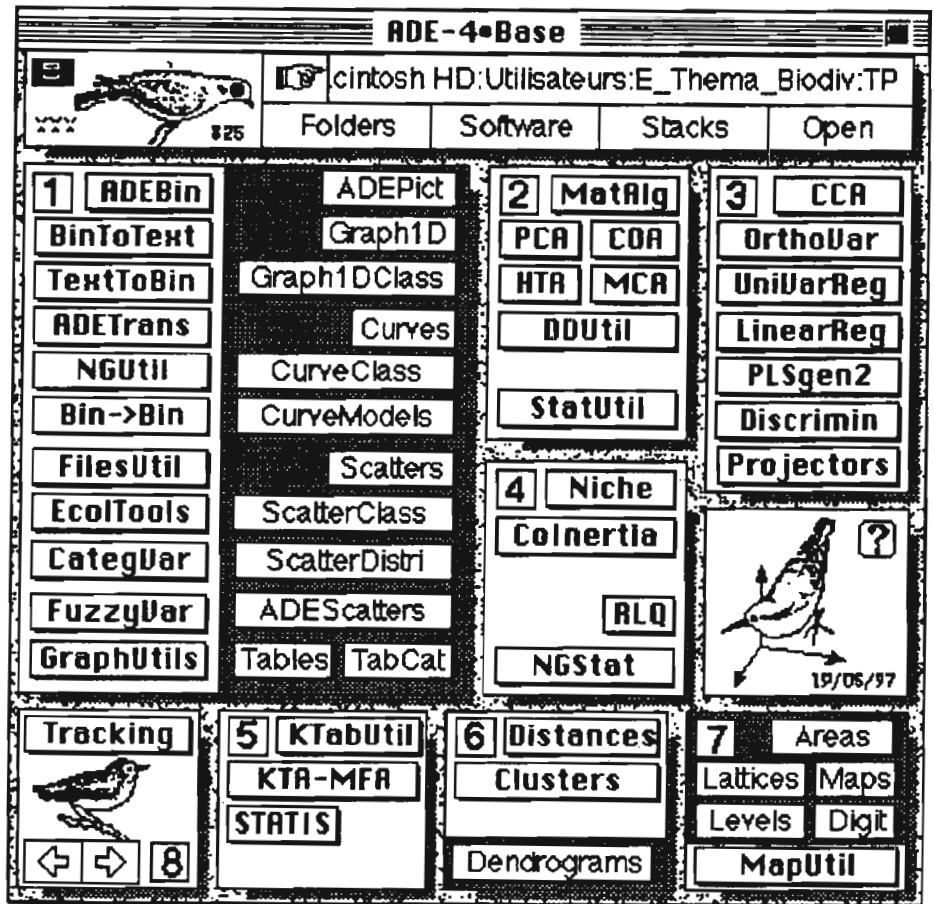 ADE-4•Base
.cintosh HD:Utilisateurs:E_Thema_Biodiv:TP
825
Folders Software Stacks Open
1 ADEBin
BinToText
TextToBin
ADETrans
NGUtil
Bin->Bin
FilesUtil
EcolTools
CategVar
FuzzyVar
GraphUtils
ADEPict
Graph1D
Graph1DClass
Curves
CurveClass
CurveModels
Scatters
ScatterClass
ScatterDistri
ADEScatters
Tables TabCat
2 MatAlg
PCA COA
HTA MCA
DDUtil
StatUtil
3 CCA
OrthoVar
UniVarReg
LinearReg
PLSgen2
Discrimin
Projectors
4 Niche
CoInertia
RLQ
NGStat
?
19/06/97
Tracking
8
5 KTabUtil
KTA-MFA
STATIS
6 Distances
Clusters
Dendrograms
7 Areas
Lattices Maps
Levels Digit
MapUtil